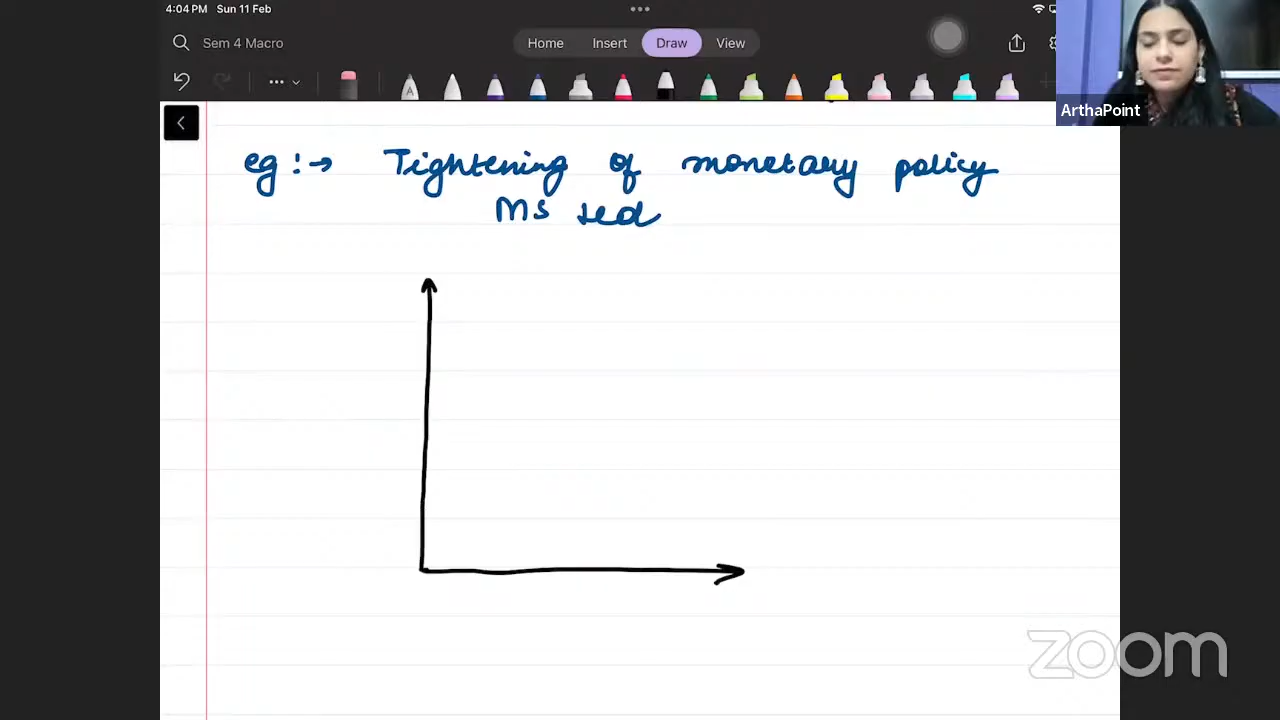 4:04 PM Sun 11 Feb
Sem 4 Macro
Home Insert Draw View
A
ArthaPoint
eg :→ Tightening of monetary policy
MS ↓ed
zoom